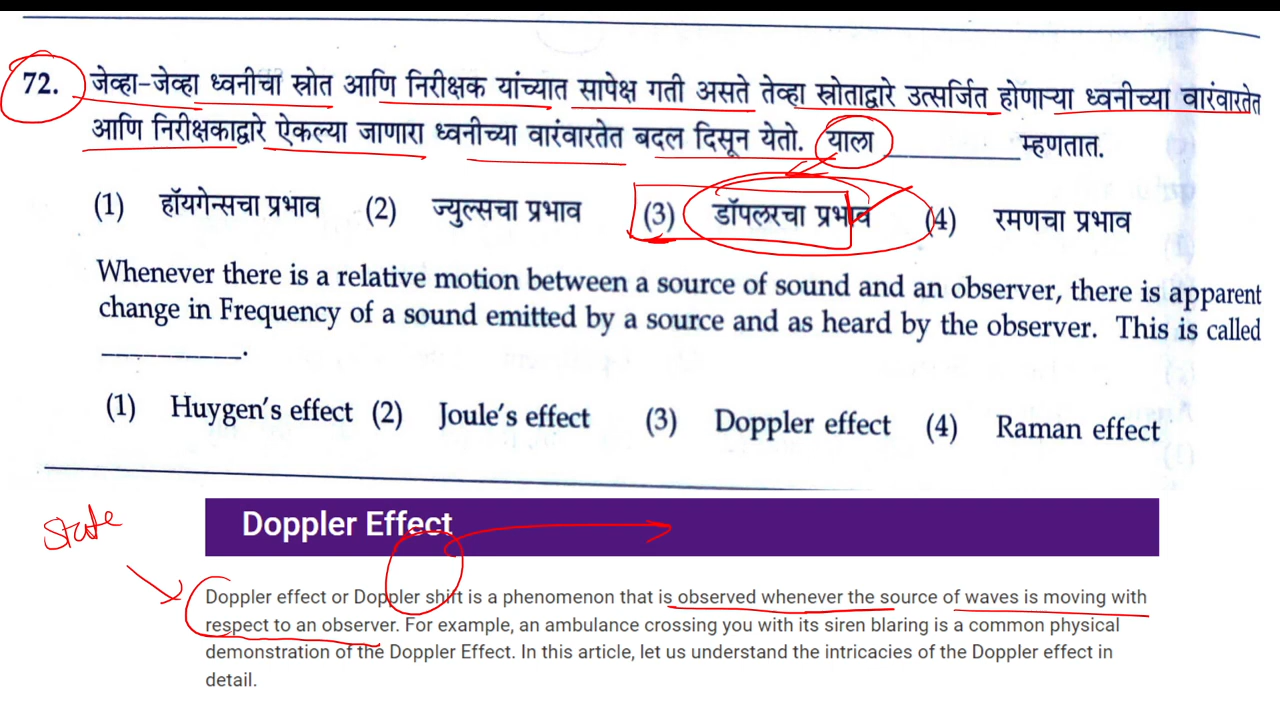 72. जेव्हा-जेव्हा ध्वनीचा स्रोत आणि निरीक्षक यांच्यात सापेक्ष गती असते तेव्हा स्रोताद्वारे उत्सर्जित होणाऱ्या ध्वनीच्या वारंवारतेत
आणि निरीक्षकाद्वारे ऐकल्या जाणारा ध्वनीच्या वारंवारतेत बदल दिसून येतो. याला __________ म्हणतात.
(1) हॉयगेन्सचा प्रभाव (2) ज्युल्सचा प्रभाव (3) डॉपलरचा प्रभाव (4) रमणचा प्रभाव
Whenever there is a relative motion between a source of sound and an observer, there is apparent
change in Frequency of a sound emitted by a source and as heard by the observer. This is called
__________.
(1) Huygen's effect (2) Joule's effect (3) Doppler effect (4) Raman effect
State
Doppler Effect
Doppler effect or Doppler shift is a phenomenon that is observed whenever the source of waves is moving with
respect to an observer. For example, an ambulance crossing you with its siren blaring is a common physical
demonstration of the Doppler Effect. In this article, let us understand the intricacies of the Doppler effect in
detail.